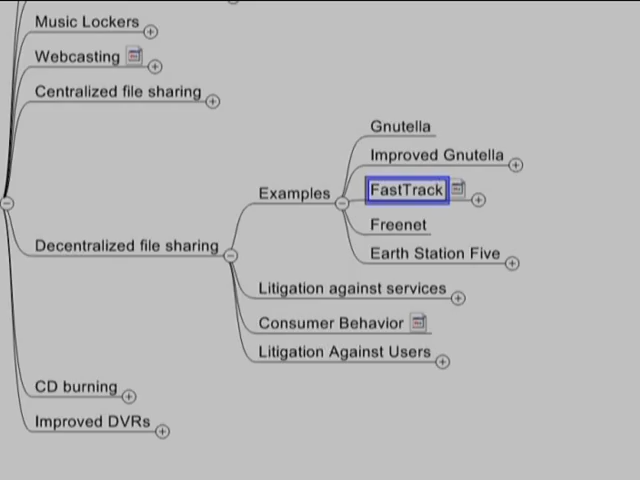 Music Lockers
Webcasting
Centralized file sharing
Decentralized file sharing
Examples
Gnutella
Improved Gnutella
FastTrack
Freenet
Earth Station Five
Litigation against services
Consumer Behavior
Litigation Against Users
CD burning
Improved DVRs